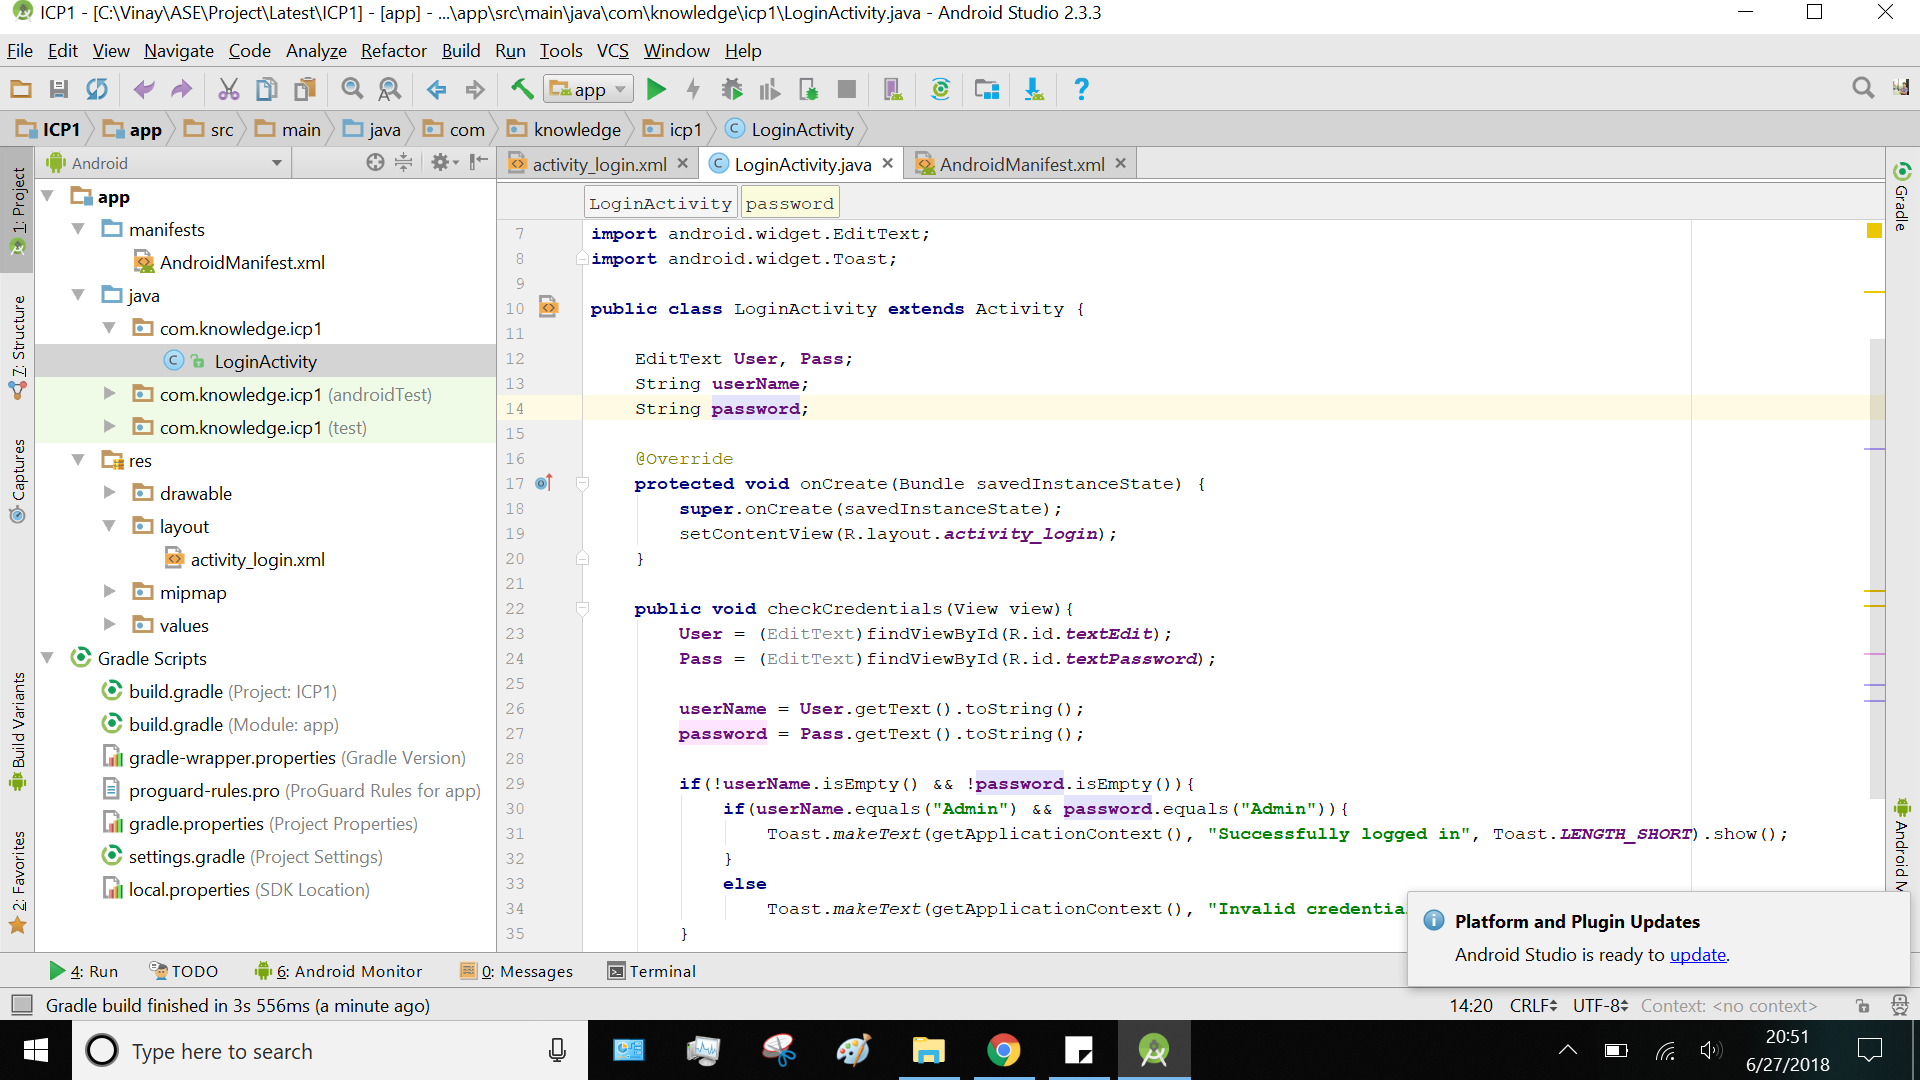 ICP1 - [C:\Vinay\ASE\Project\Latest\ICP1] - [app] - ...\app\src\main\java\com\knowledge\icp1\LoginActivity.java - Android Studio 2.3.3
File Edit View Navigate Code Analyze Refactor Build Run Tools VCS Window Help
app
ICP1 app src main java com knowledge icp1 LoginActivity
Android
activity_login.xml LoginActivity.java AndroidManifest.xml
LoginActivity password
1: Project
7: Structure
Captures
Build Variants
2: Favorites
app
manifests
AndroidManifest.xml
java
com.knowledge.icp1
LoginActivity
com.knowledge.icp1 (androidTest)
com.knowledge.icp1 (test)
res
drawable
layout
activity_login.xml
mipmap
values
Gradle Scripts
build.gradle (Project: ICP1)
build.gradle (Module: app)
gradle-wrapper.properties (Gradle Version)
proguard-rules.pro (ProGuard Rules for app)
gradle.properties (Project Properties)
settings.gradle (Project Settings)
local.properties (SDK Location)
7 import android.widget.EditText;
8 import android.widget.Toast;
9
10 public class LoginActivity extends Activity {
11
12 EditText User, Pass;
13 String userName;
14 String password;
15
16 @Override
17 protected void onCreate(Bundle savedInstanceState) {
18 super.onCreate(savedInstanceState);
19 setContentView(R.layout.activity_login);
20 }
21
22 public void checkCredentials(View view){
23 User = (EditText)findViewById(R.id.textEdit);
24 Pass = (EditText)findViewById(R.id.textPassword);
25
26 userName = User.getText().toString();
27 password = Pass.getText().toString();
28
29 if(!userName.isEmpty() && !password.isEmpty()){
30 if(userName.equals("Admin") && password.equals("Admin")){
31 Toast.makeText(getApplicationContext(), "Successfully logged in", Toast.LENGTH_SHORT).show();
32 }
33 else
34 Toast.makeText(getApplicationContext(), "Invalid credentia
35 }
Gradle
Android M
Platform and Plugin Updates
Android Studio is ready to update.
4: Run TODO 6: Android Monitor 0: Messages Terminal
Gradle build finished in 3s 556ms (a minute ago)
14:20 CRLF UTF-8 Context: <no context>
Type here to search
20:51
6/27/2018